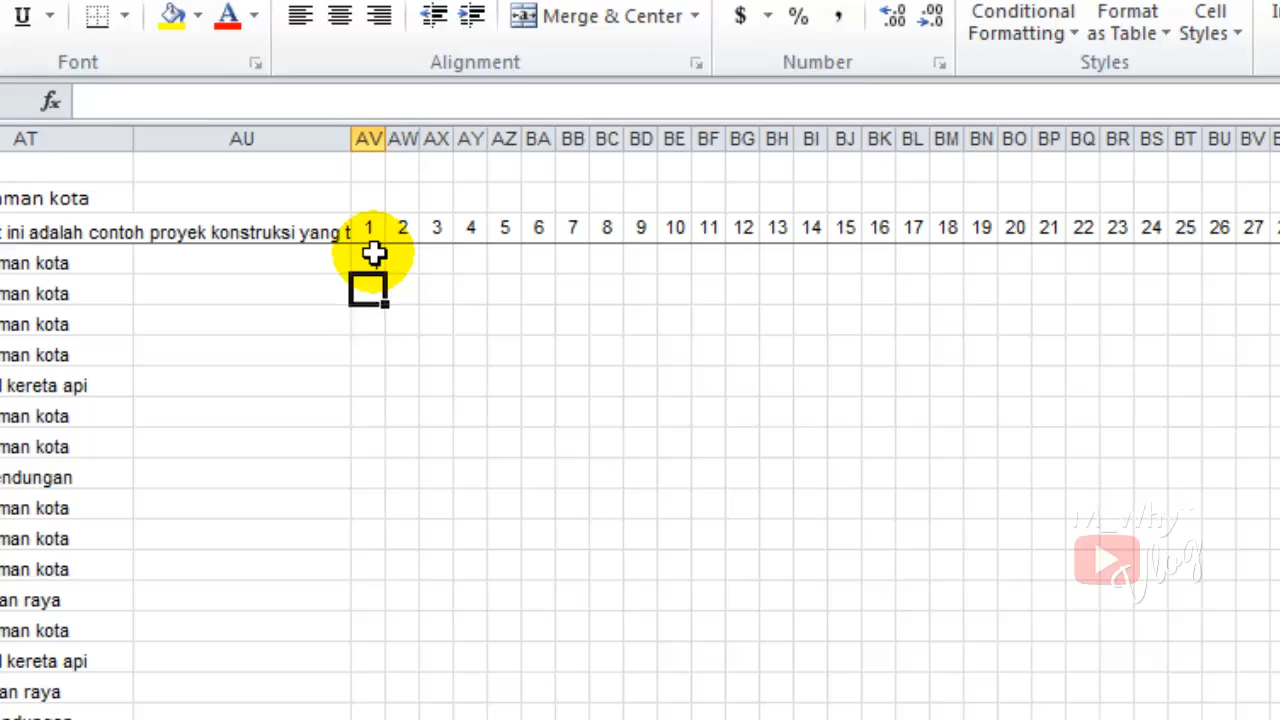 U $ % , Conditional Format Cell
Merge & Center Formatting as Table Styles
Font Alignment Number Styles
fx
AT AU AV AW AX AY AZ BA BB BC BD BE BF BG BH BI BJ BK BL BM BN BO BP BQ BR BS BT BU BV
aman kota
ini adalah contoh proyek konstruksi yang t 1 2 3 4 5 6 7 8 9 10 11 12 13 14 15 16 17 18 19 20 21 22 23 24 25 26 27
man kota
man kota
man kota
man kota
l kereta api
man kota
man kota
endungan
man kota
man kota
man kota
an raya
man kota
l kereta api
an raya
M_Why
Vlog